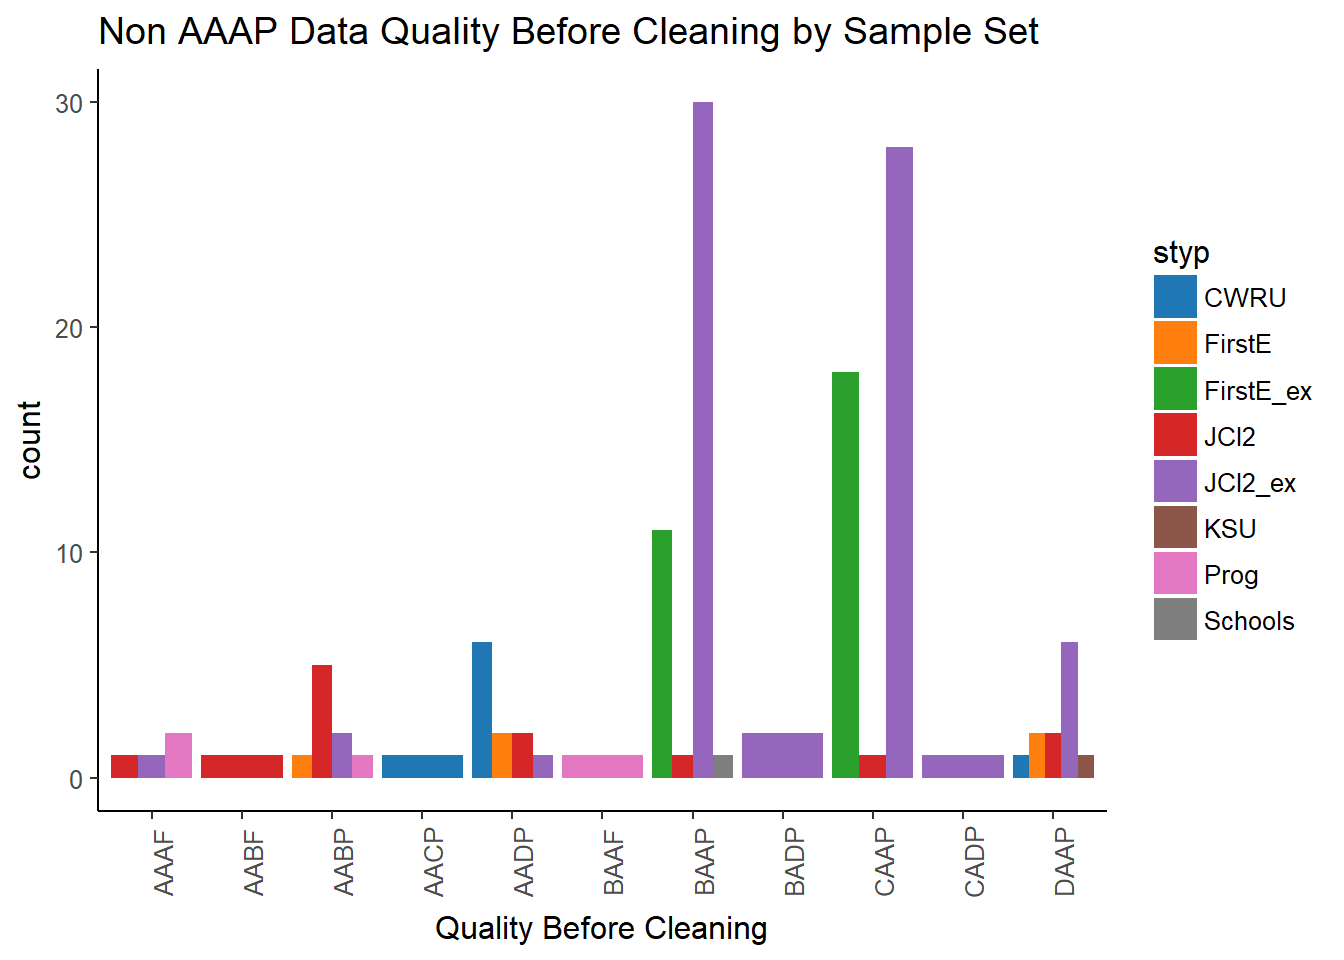 Non AAAP Data Quality Before Cleaning by Sample Set
30
20
10
0
count
AAAF
AABF
AABP
AACP
AADP
BAAF
BAAP
BADP
CAAP
CADP
DAAP
Quality Before Cleaning
styp
CWRU
FirstE
FirstE_ex
JCI2
JCI2_ex
KSU
Prog
Schools